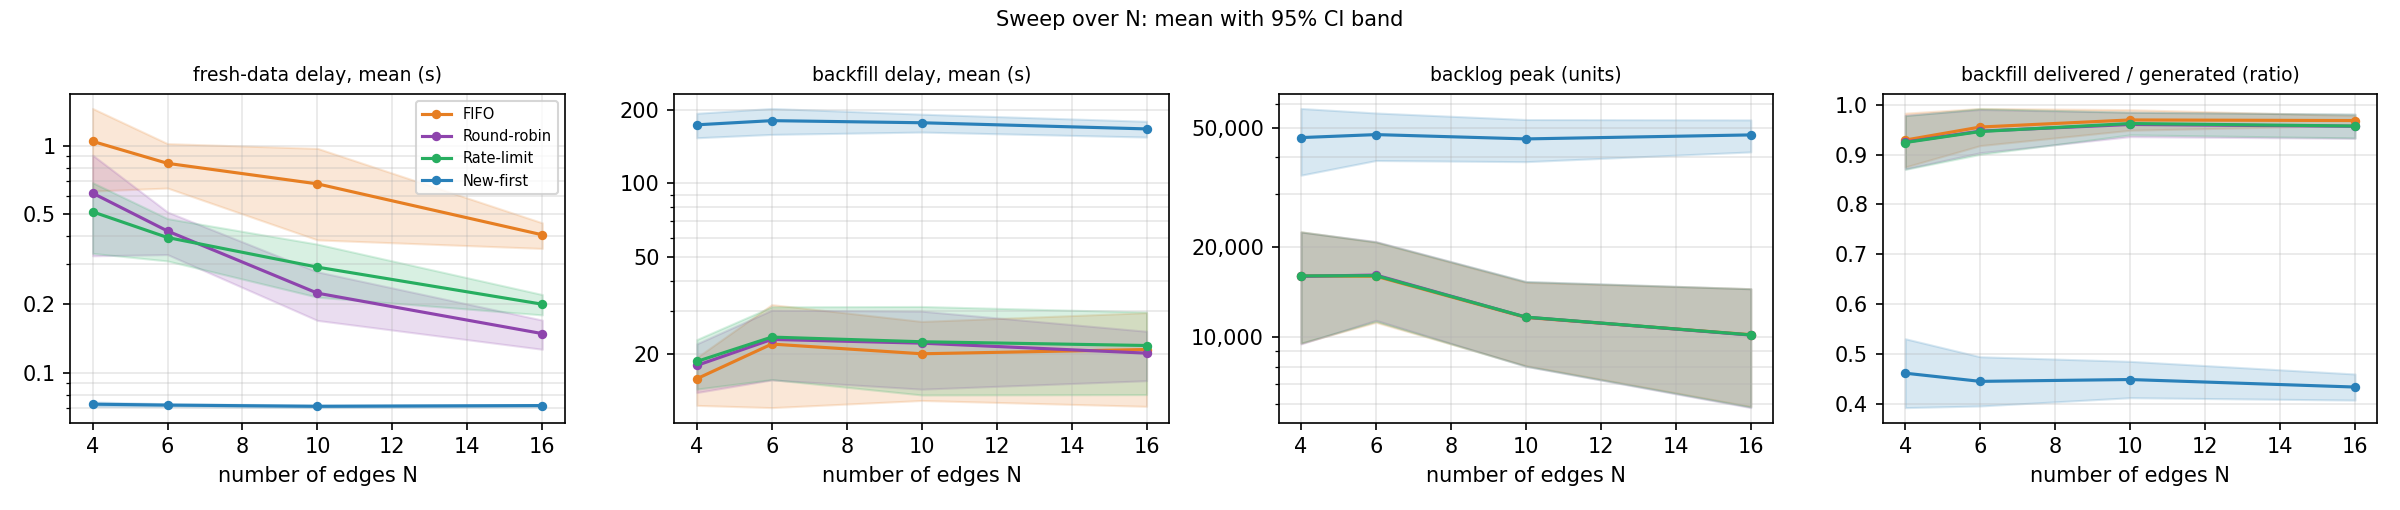 Sweep over N: mean with 95% CI band
fresh-data delay, mean (s)
1
0.5
0.2
0.1
FIFO
Round-robin
Rate-limit
New-first
4 6 8 10 12 14 16
number of edges N
backfill delay, mean (s)
200
100
50
20
4 6 8 10 12 14 16
number of edges N
backlog peak (units)
50,000
20,000
10,000
4 6 8 10 12 14 16
number of edges N
backfill delivered / generated (ratio)
1.0
0.9
0.8
0.7
0.6
0.5
0.4
4 6 8 10 12 14 16
number of edges N